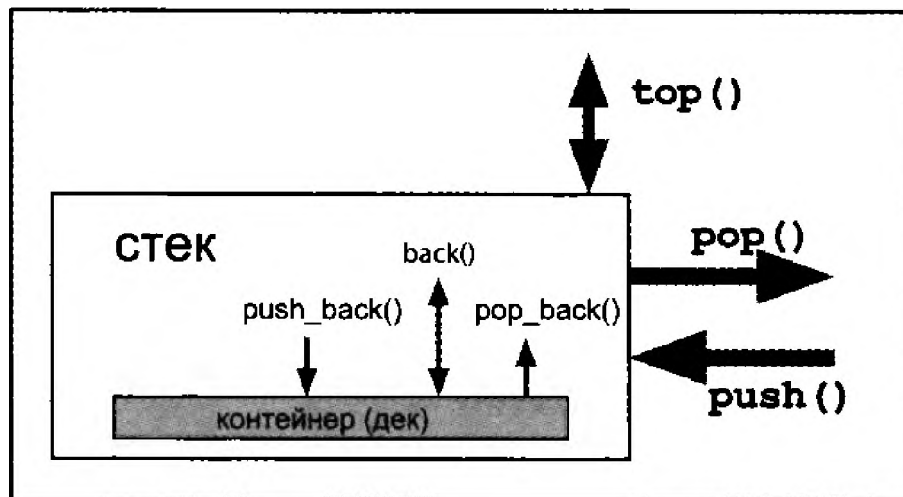 top()
стек
pop()
back()
push_back()
pop_back()
push()
контейнер (дек)